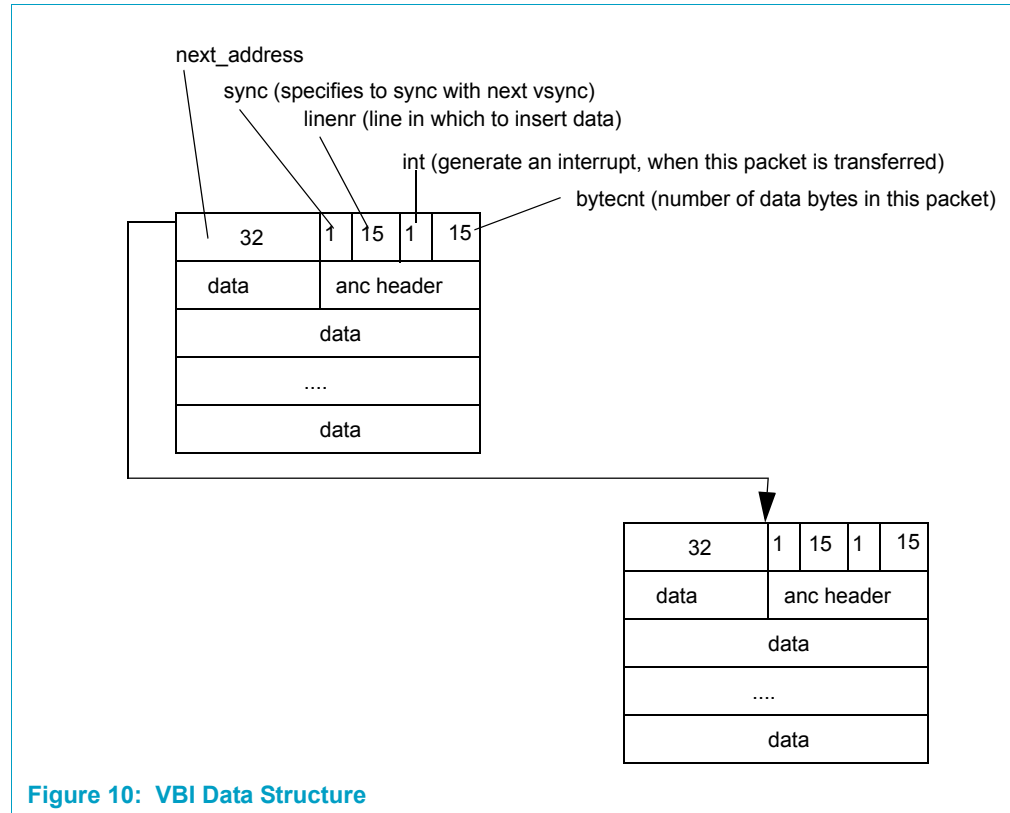 next_address
sync (specifies to sync with next vsync)
linenr (line in which to insert data)
int (generate an interrupt, when this packet is transferred)
bytecnt (number of data bytes in this packet)
32 1 15 1 15
data anc header
data
....
data
32 1 15 1 15
data anc header
data
....
data
Figure 10: VBI Data Structure